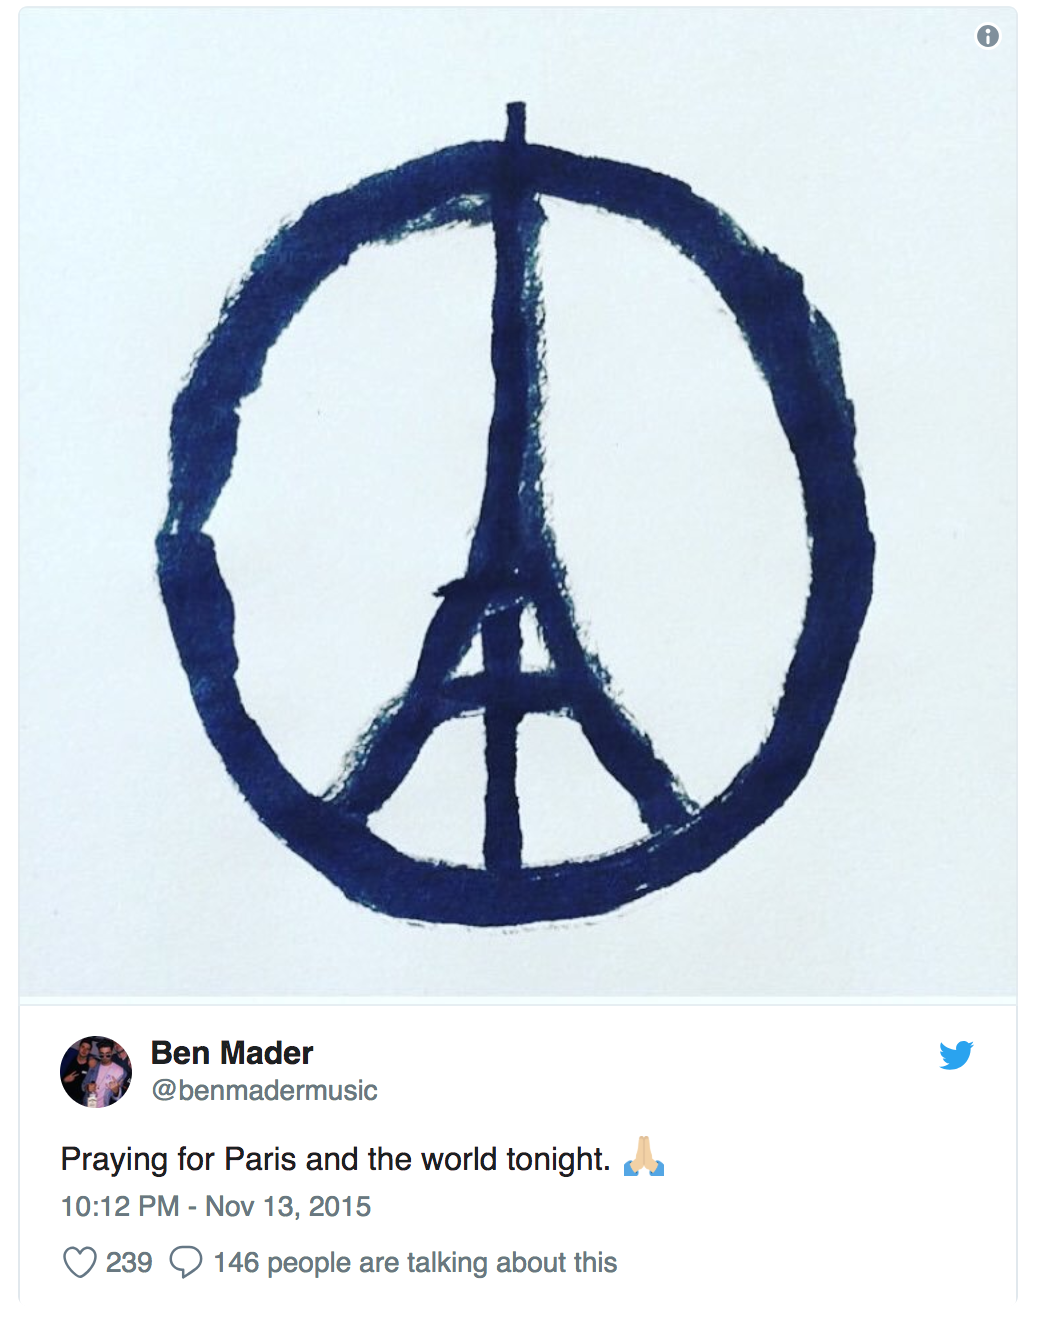 Ben Mader
@benmadermusic
Praying for Paris and the world tonight. 🙏🏼
10:12 PM - Nov 13, 2015
239 146 people are talking about this